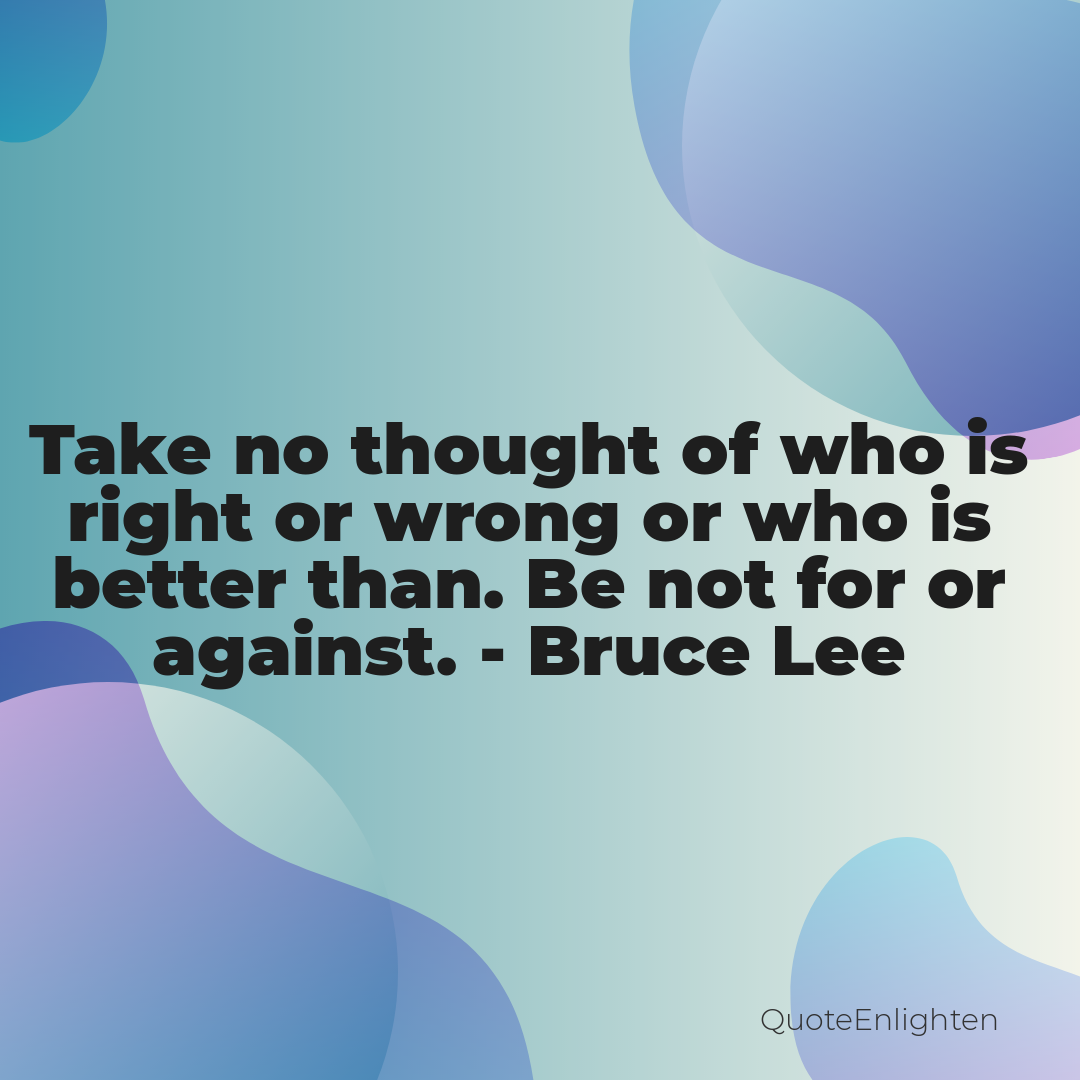 Take no thought of who is
right or wrong or who is
better than. Be not for or
against. - Bruce Lee
QuoteEnlighten